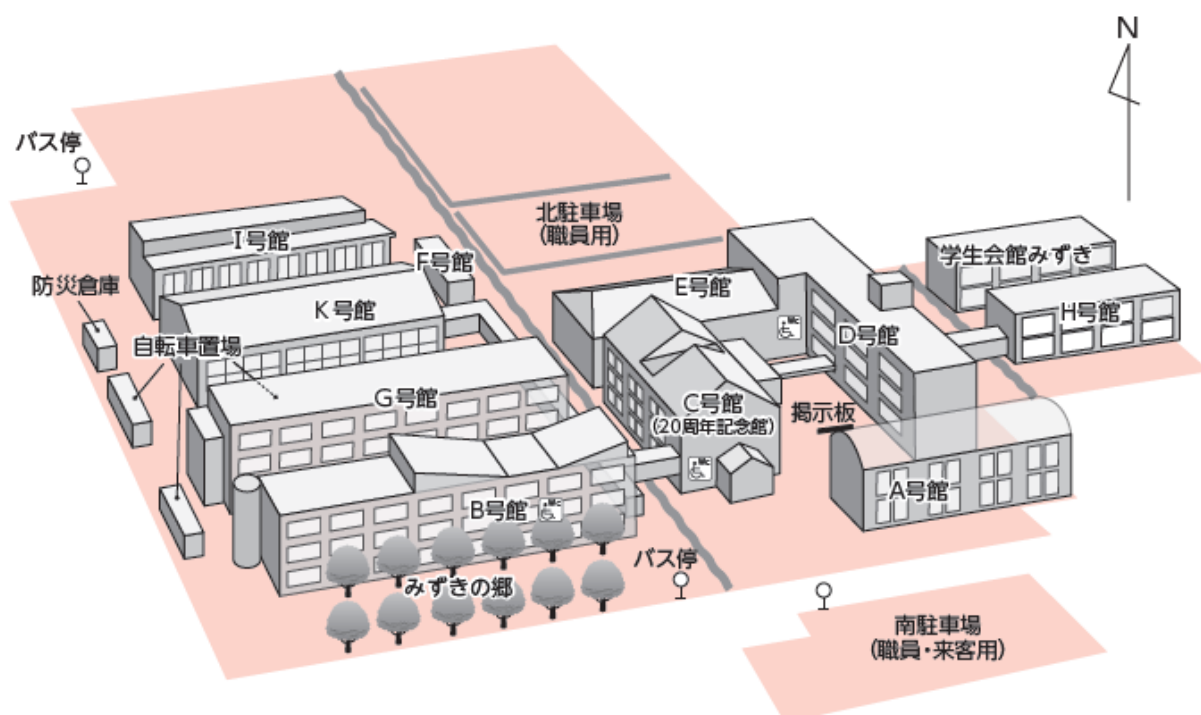 N
バス停
北駐車場
(職員用)
I号館
F号館
学生会館みずき
防災倉庫
E号館
H号館
K号館
D号館
自転車置場
G号館
C号館
(20周年記念館)
掲示板
WC
WC
A号館
B号館
WC
バス停
みずきの郷
南駐車場
(職員・来客用)